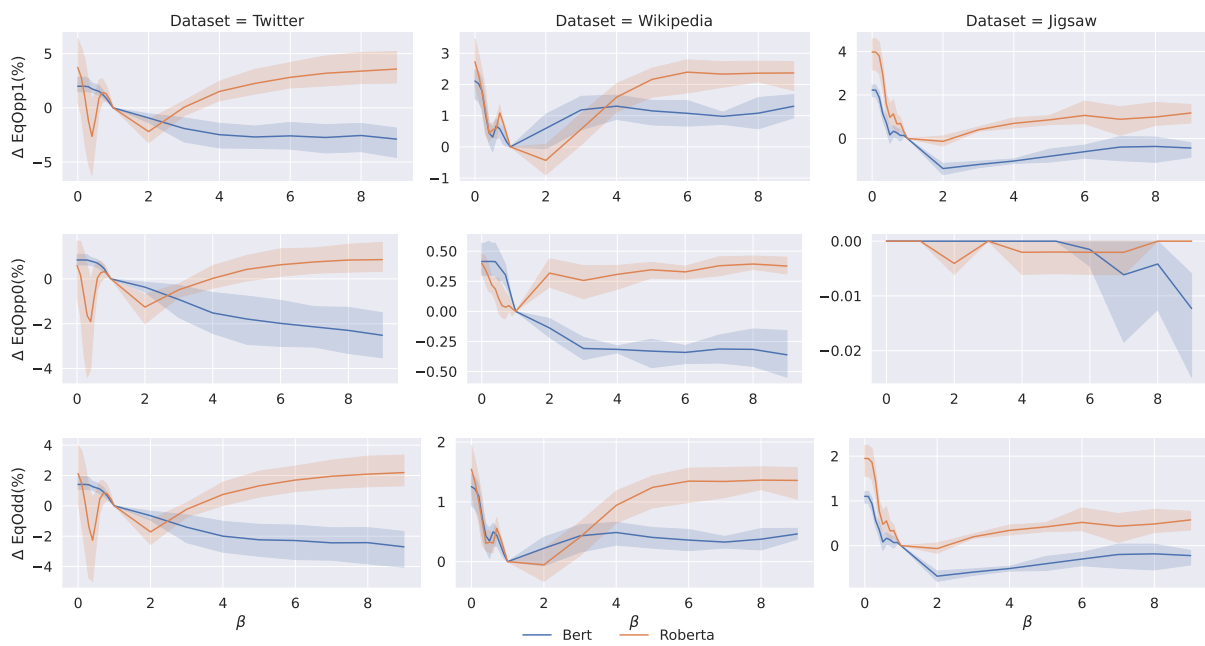 Dataset = Twitter
Dataset = Wikipedia
Dataset = Jigsaw
Δ EqOpp1(%)
5
0
−5
0 2 4 6 8
3
2
1
0
−1
0 2 4 6 8
4
2
0
0 2 4 6 8
Δ EqOpp0(%)
0
−2
−4
0 2 4 6 8
0.50
0.25
0.00
−0.25
−0.50
0 2 4 6 8
0.00
−0.01
−0.02
0 2 4 6 8
Δ EqOdd(%)
4
2
0
−2
−4
0 2 4 6 8
β
2
1
0
0 2 4 6 8
β
2
1
0
0 2 4 6 8
β
Bert
Roberta